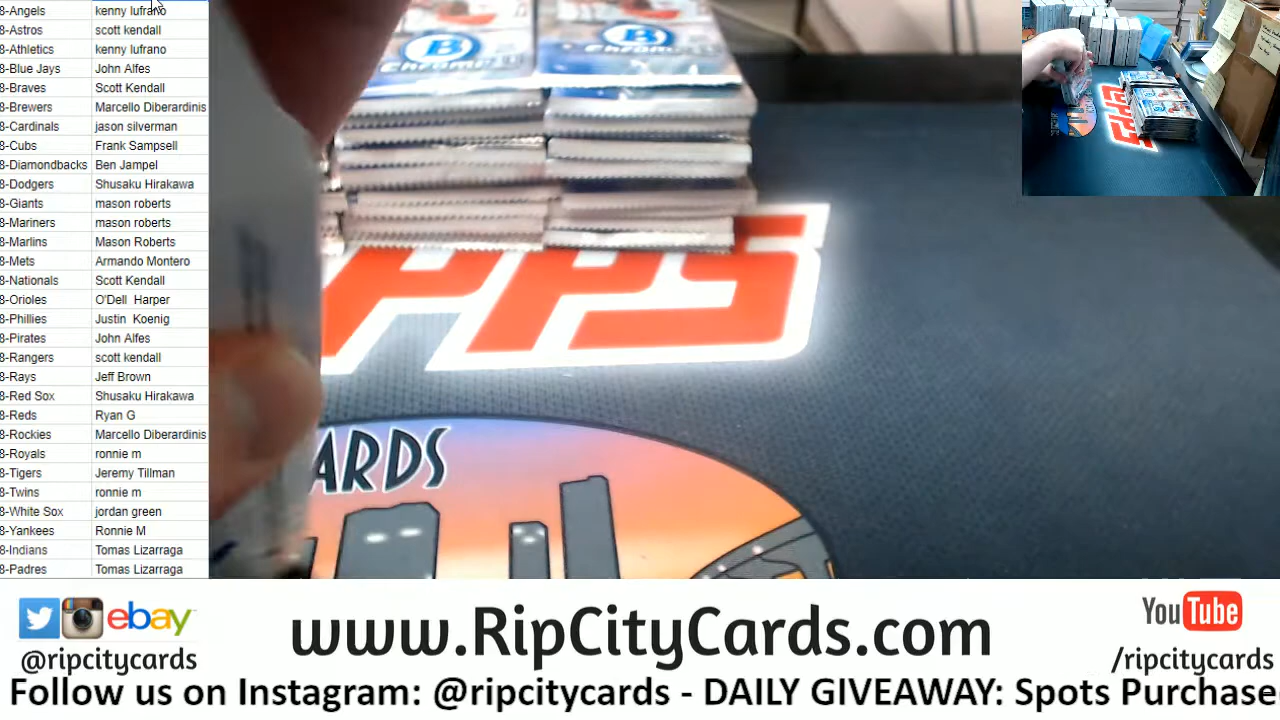 8-Angels kenny lufrano
8-Astros scott kendall
8-Athletics kenny lufrano
8-Blue Jays John Alfes
8-Braves Scott Kendall
8-Brewers Marcello Diberardinis
8-Cardinals jason silverman
8-Cubs Frank Sampsell
8-Diamondbacks Ben Jampel
8-Dodgers Shusaku Hirakawa
8-Giants mason roberts
8-Mariners mason roberts
8-Marlins Mason Roberts
8-Mets Armando Montero
8-Nationals Scott Kendall
8-Orioles O'Dell Harper
8-Phillies Justin Koenig
8-Pirates John Alfes
8-Rangers scott kendall
8-Rays Jeff Brown
8-Red Sox Shusaku Hirakawa
8-Reds Ryan G
8-Rockies Marcello Diberardinis
8-Royals ronnie m
8-Tigers Jeremy Tillman
8-Twins ronnie m
8-White Sox jordan green
8-Yankees Ronnie M
8-Indians Tomas Lizarraga
8-Padres Tomas Lizarraga
B B
Chrome
PPS
ARDS
ebay
@ripcitycards
www.RipCityCards.com
YouTube
/ripcitycards
Follow us on Instagram: @ripcitycards - DAILY GIVEAWAY: Spots Purchase